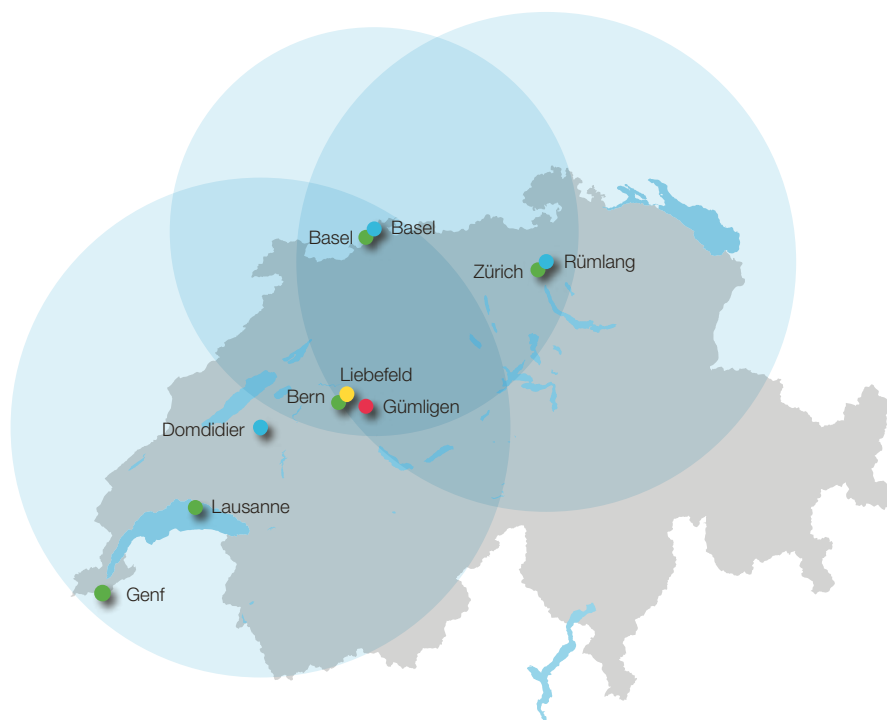 Basel
Basel
Rümlang
Zürich
Liebefeld
Bern
Gümligen
Domdidier
Lausanne
Genf